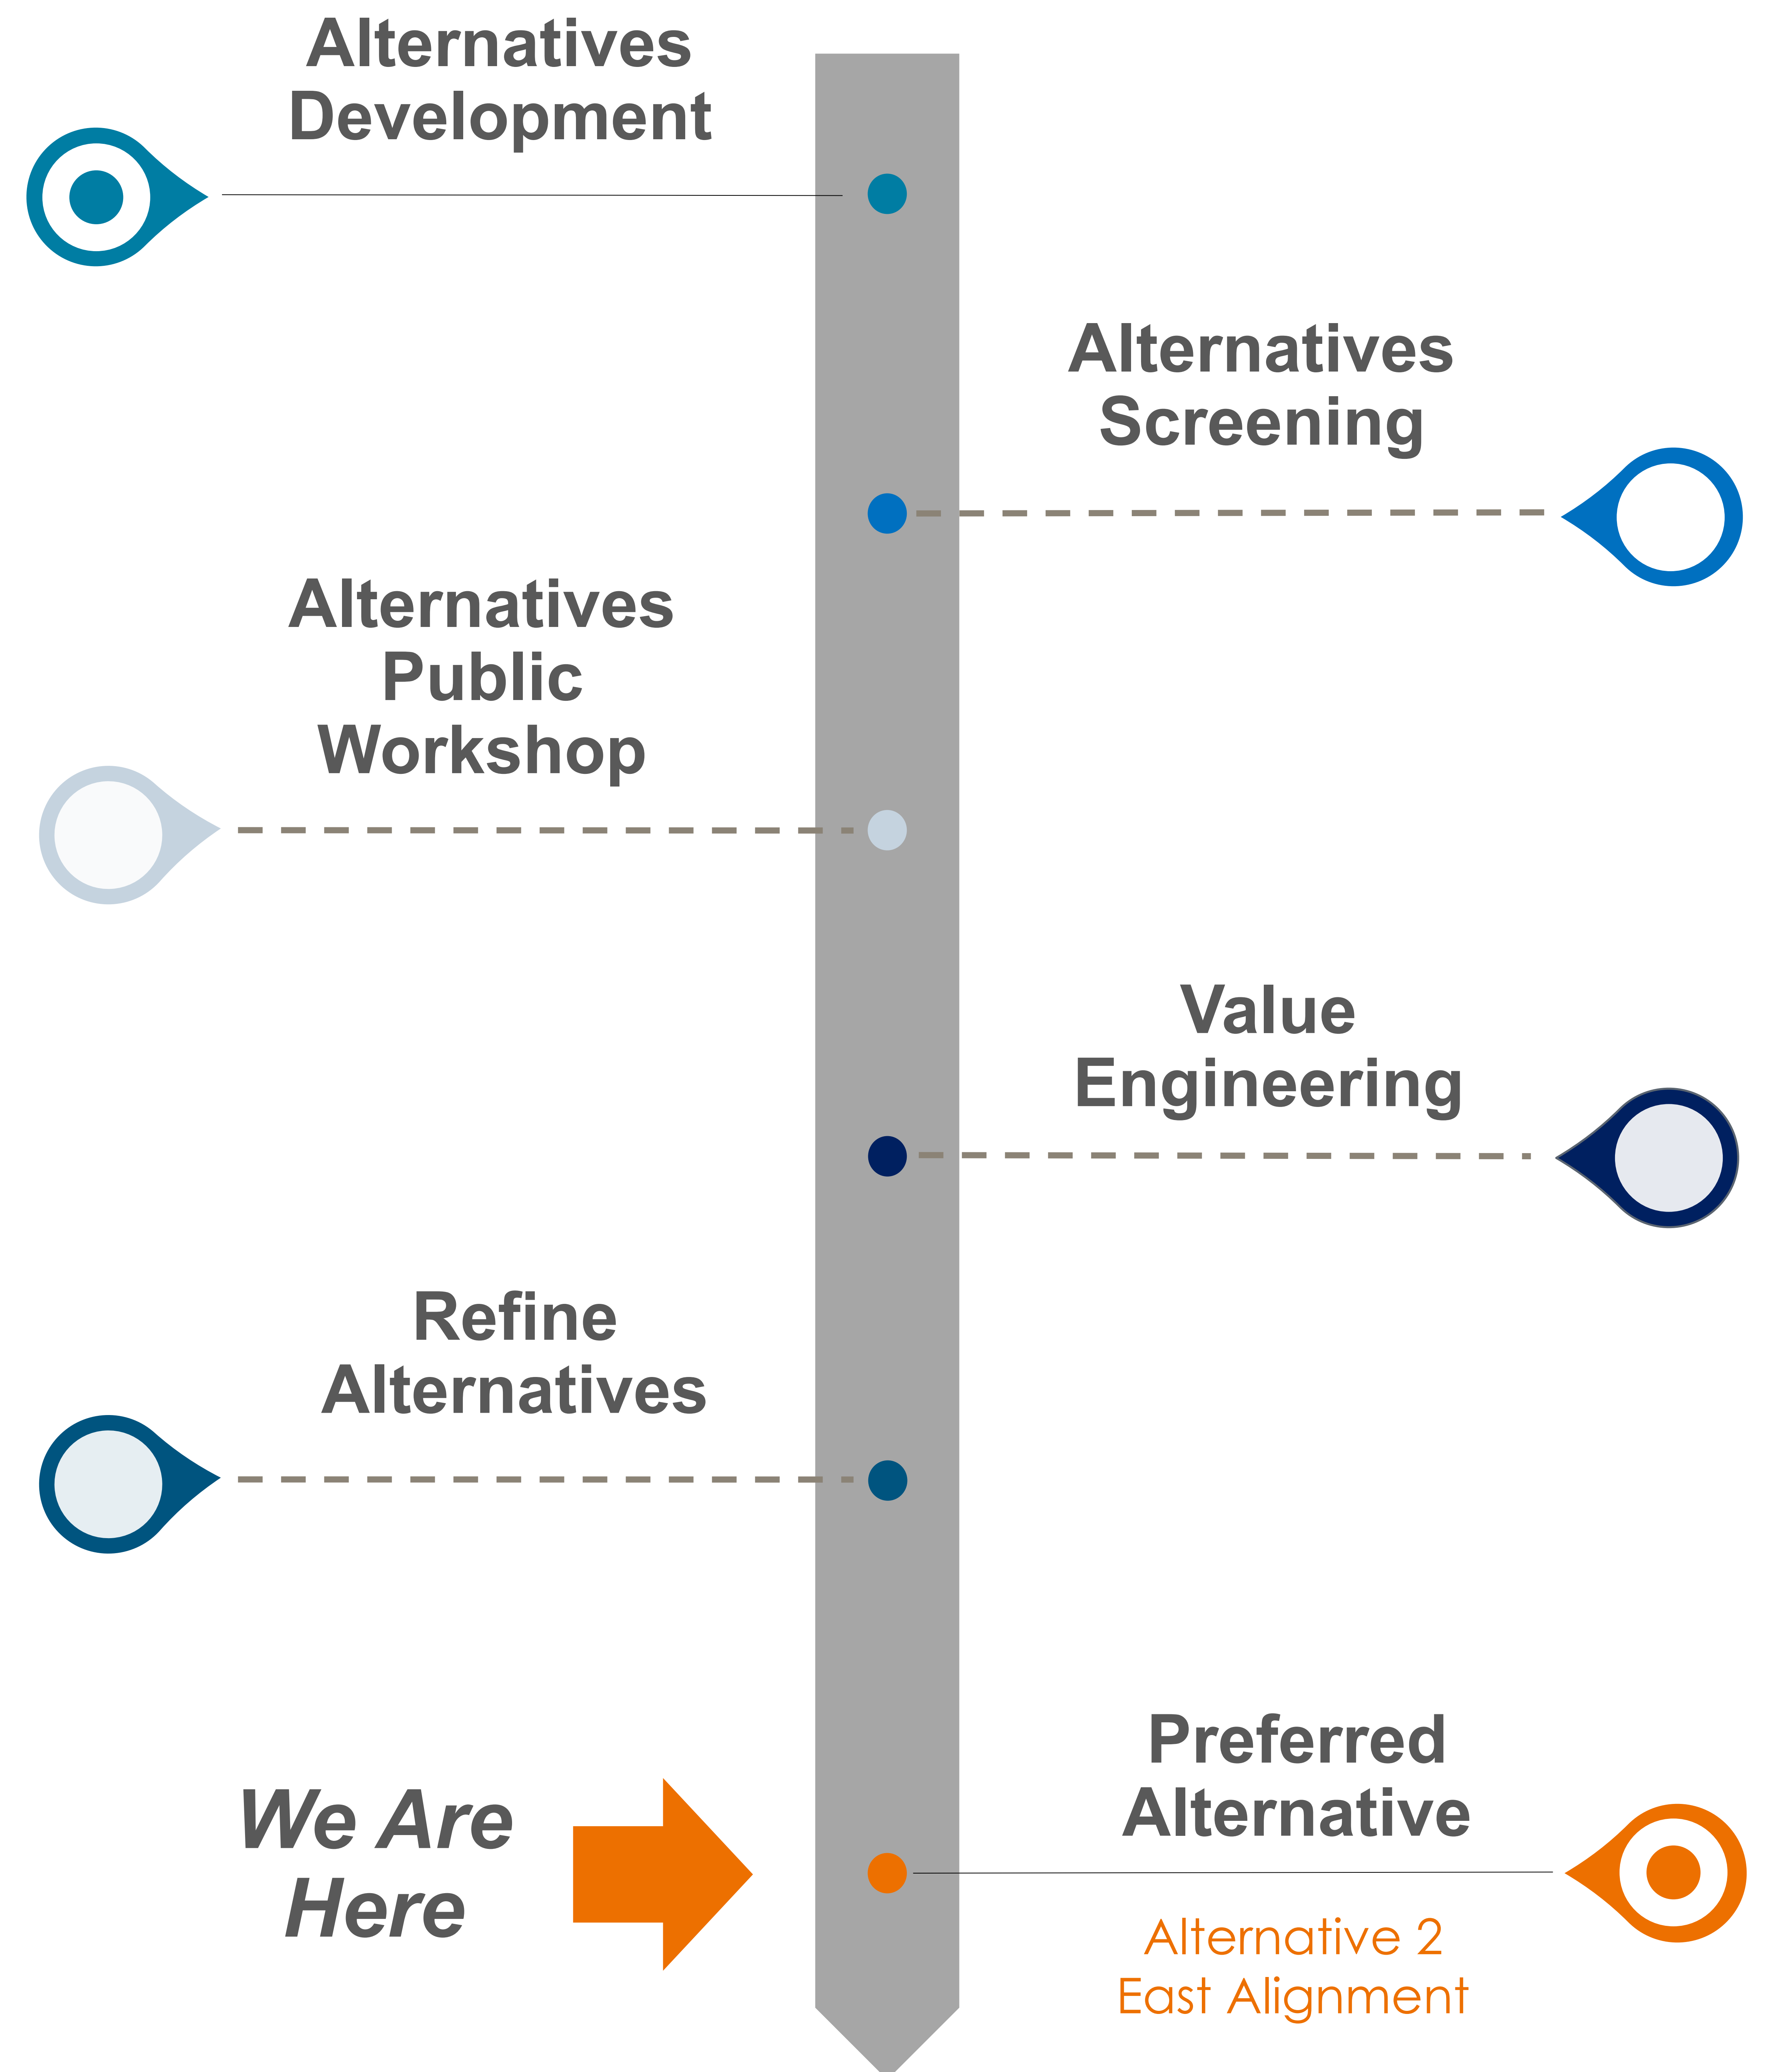 Alternatives
Development
Alternatives
Screening
Alternatives
Public
Workshop
Value
Engineering
Refine
Alternatives
We Are
Here
Preferred
Alternative
Alternative 2
East Alignment